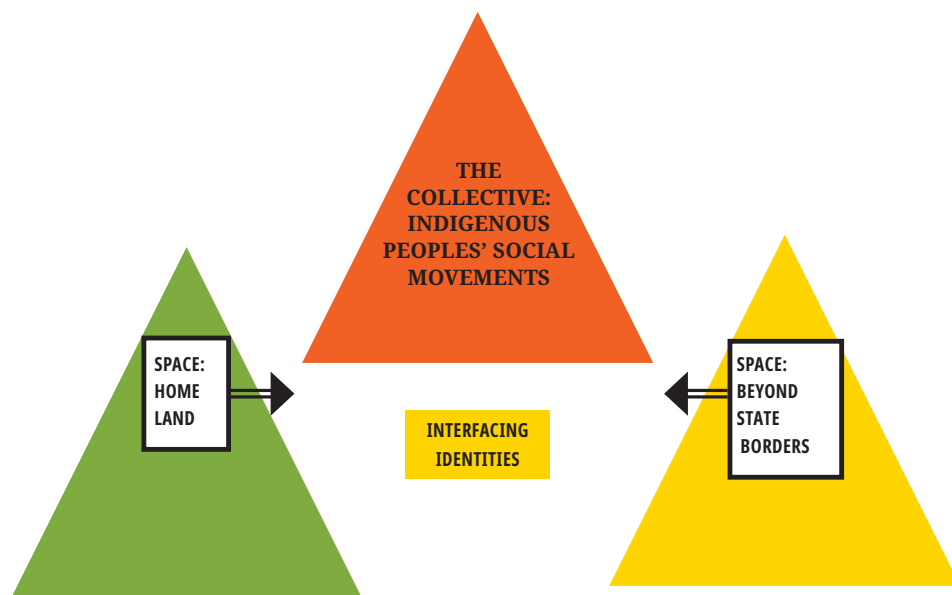 THE
COLLECTIVE:
INDIGENOUS
PEOPLES’ SOCIAL
MOVEMENTS
SPACE:
HOME
LAND
INTERFACING
IDENTITIES
SPACE:
BEYOND
STATE
BORDERS